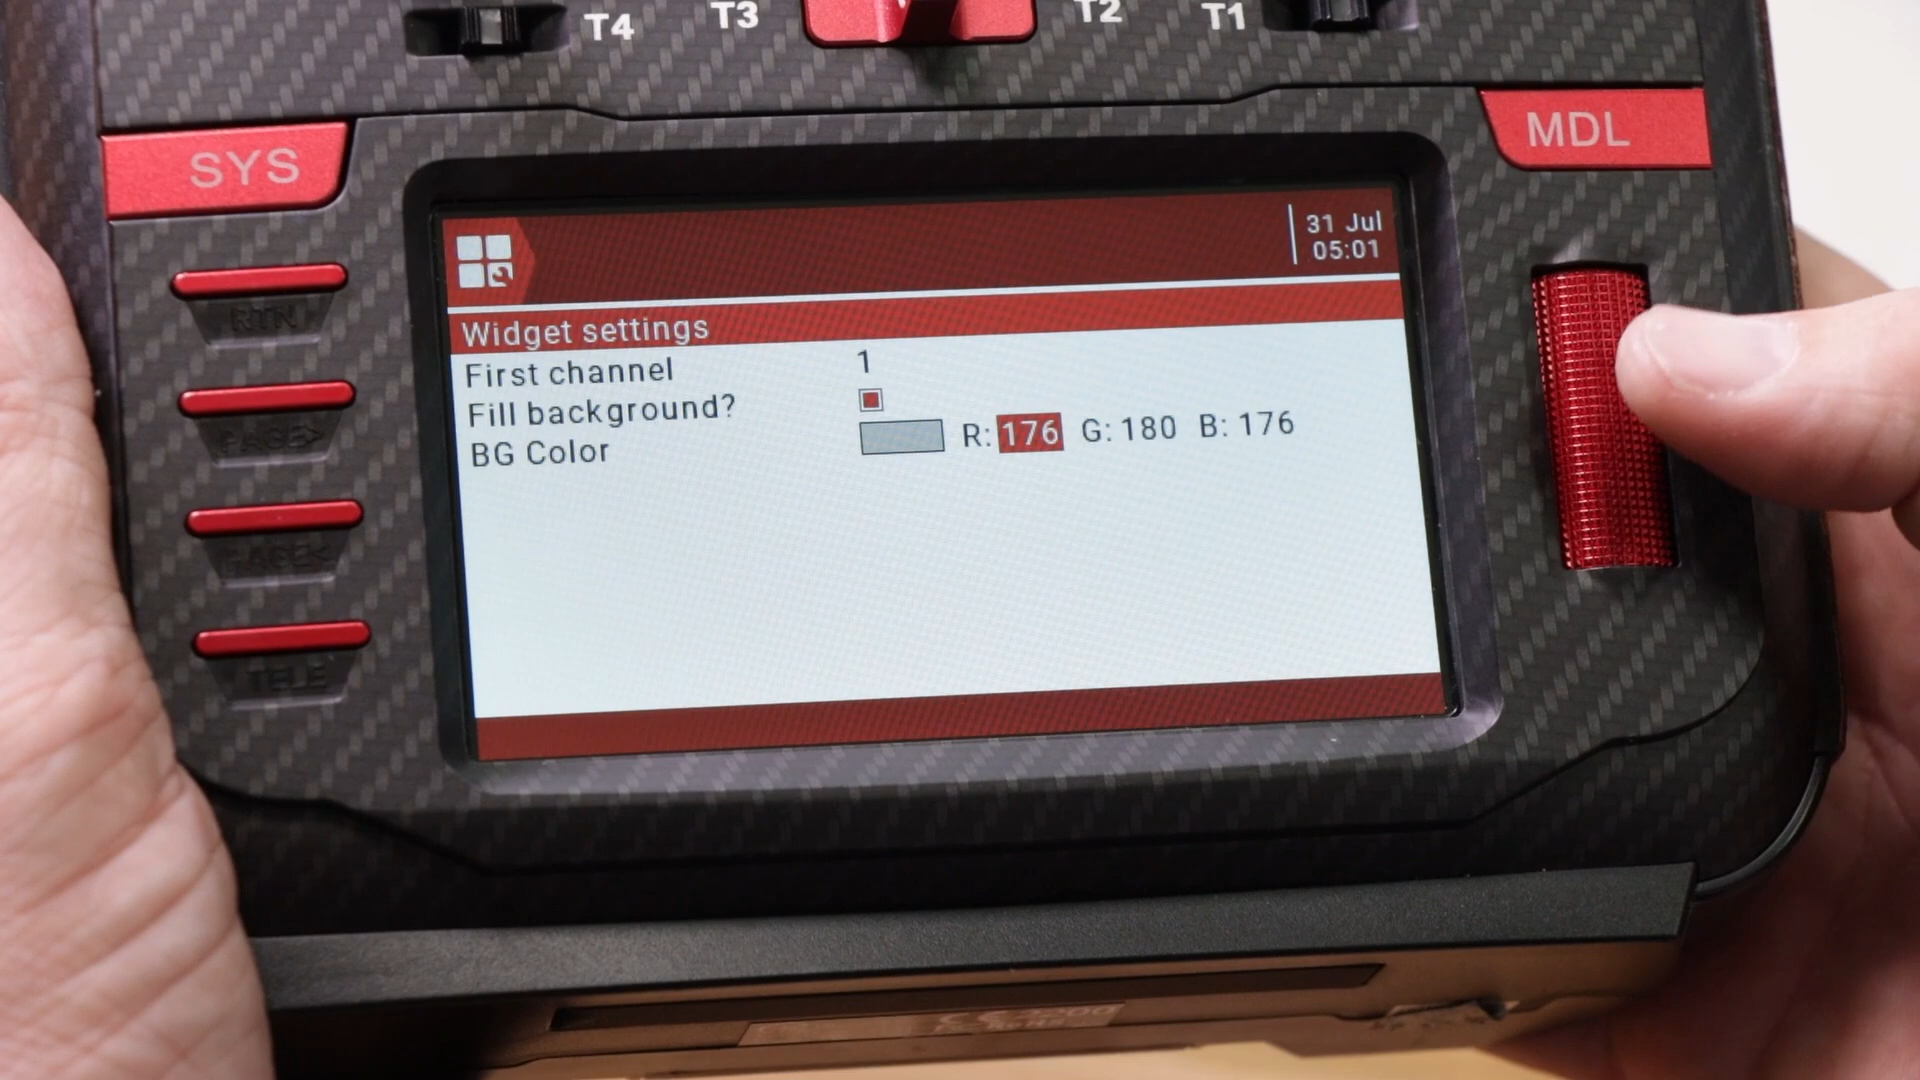 T4 T3 T2 T1
SYS
MDL
31 Jul
05:01
Widget settings
First channel 1
Fill background?
BG Color R: 176 G: 180 B: 176
RTN
PAGE>
PAGE<
TELE